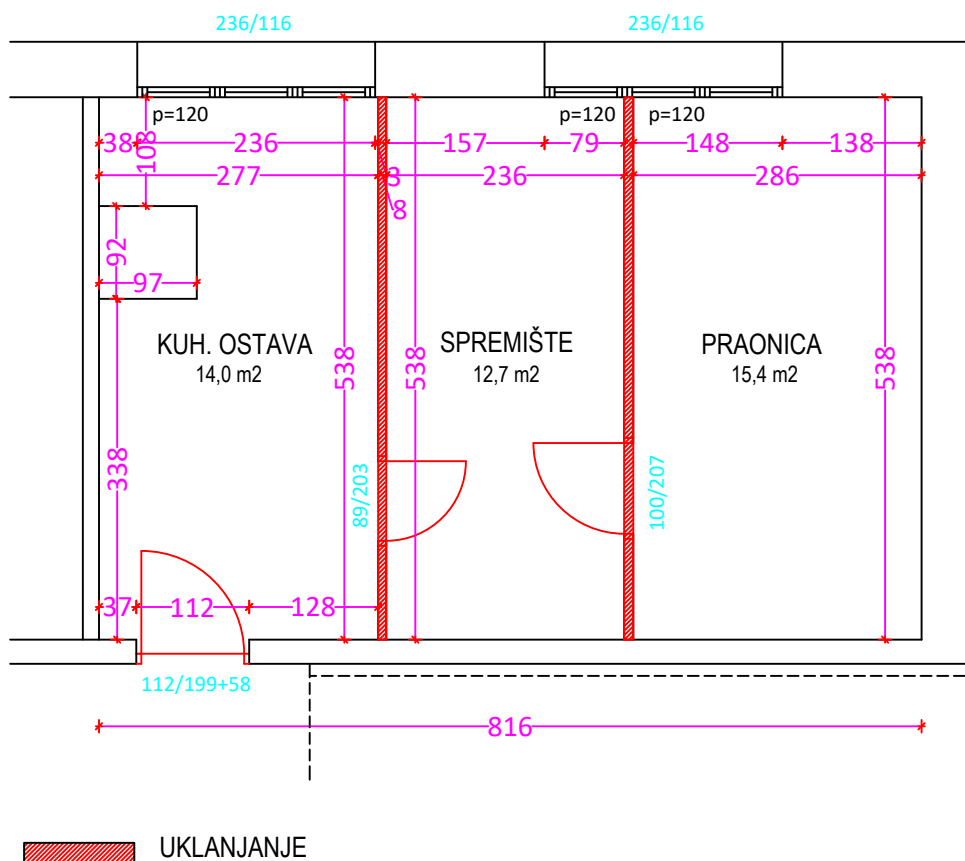 236/116
236/116
p=120
p=120
p=120
38
236
157
79
148
138
108
277
3
236
286
8
92
97
KUH. OSTAVA
14,0 m2
SPREMIŠTE
12,7 m2
PRAONICA
15,4 m2
538
538
538
338
89/203
100/207
37
112
128
112/199+58
816
UKLANJANJE